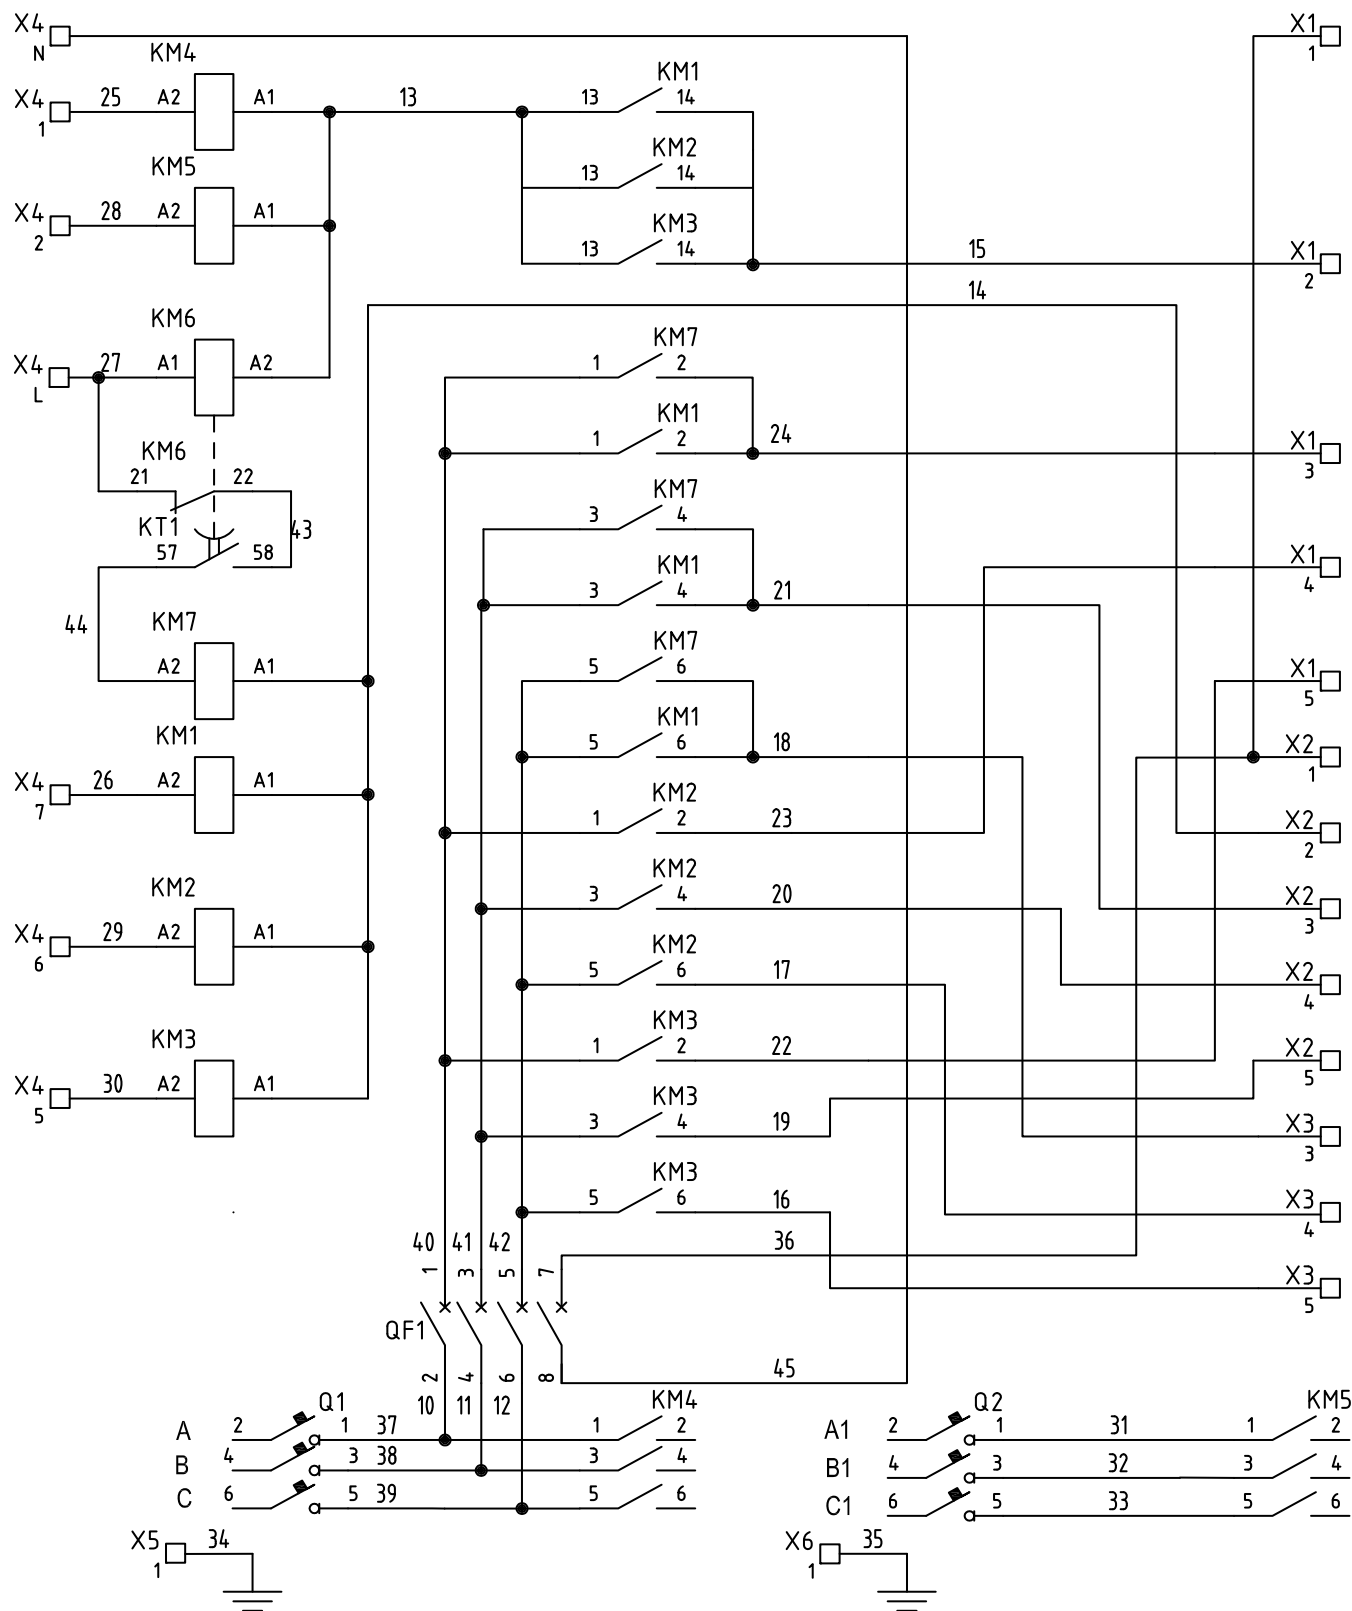 X4 X1
N 1
KM4 KM1
X4 25 A2 A1 13 13 14
1
KM5 KM2
13 14
X4 28 A2 A1 KM3
2
13 14 15 X1
2
14
KM6 KM7
X4 27 A1 A2 1 2
L
KM1
1 2 24 X1
3
KM6 KM7
21 22
KT1 3 4
43
57 58 KM1 X1
4
3 4 21
44 KM7 KM7
A2 A1 5 6 X1
5
KM1 KM1
5 6 18 X2
1
X4 26 A2 A1 KM2
7
1 2 23 X2
2
KM2 KM2
3 4 20 X2
3
X4 29 A2 A1 KM2
6
5 6 17 X2
4
KM3 KM3
1 2 22 X2
5
X4 30 A2 A1 KM3
5
3 4 19 X3
3
KM3
5 6 16 X3
4
40 41 42 36
1 3 5 7 X3
5
QF1
2 4 6 8 45
10 11 12
Q1 KM4 Q2 KM5
A 2 1 37 1 2 A1 2 1 31 1 2
B 4 3 38 3 4 B1 4 3 32 3 4
C 6 5 39 5 6 C1 6 5 33 5 6
X5 34 X6 35
1 1